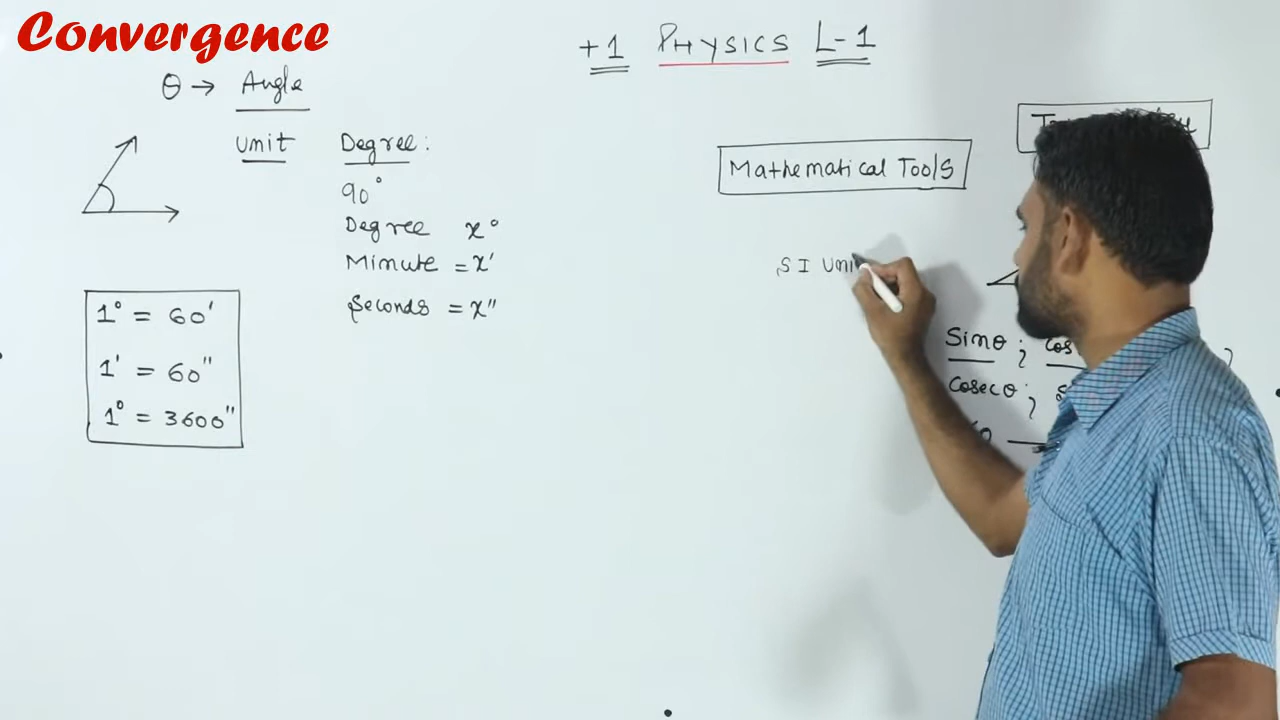 Convergence
+1 PHYSICS L-1
θ → Angle
unit Degree:
90°
Degree x°
Minute = x'
Seconds = x"
1° = 60'
1' = 60"
1° = 3600"
Mathematical Tools
SI Uni
Sinθ ; cos
Cosecθ ;